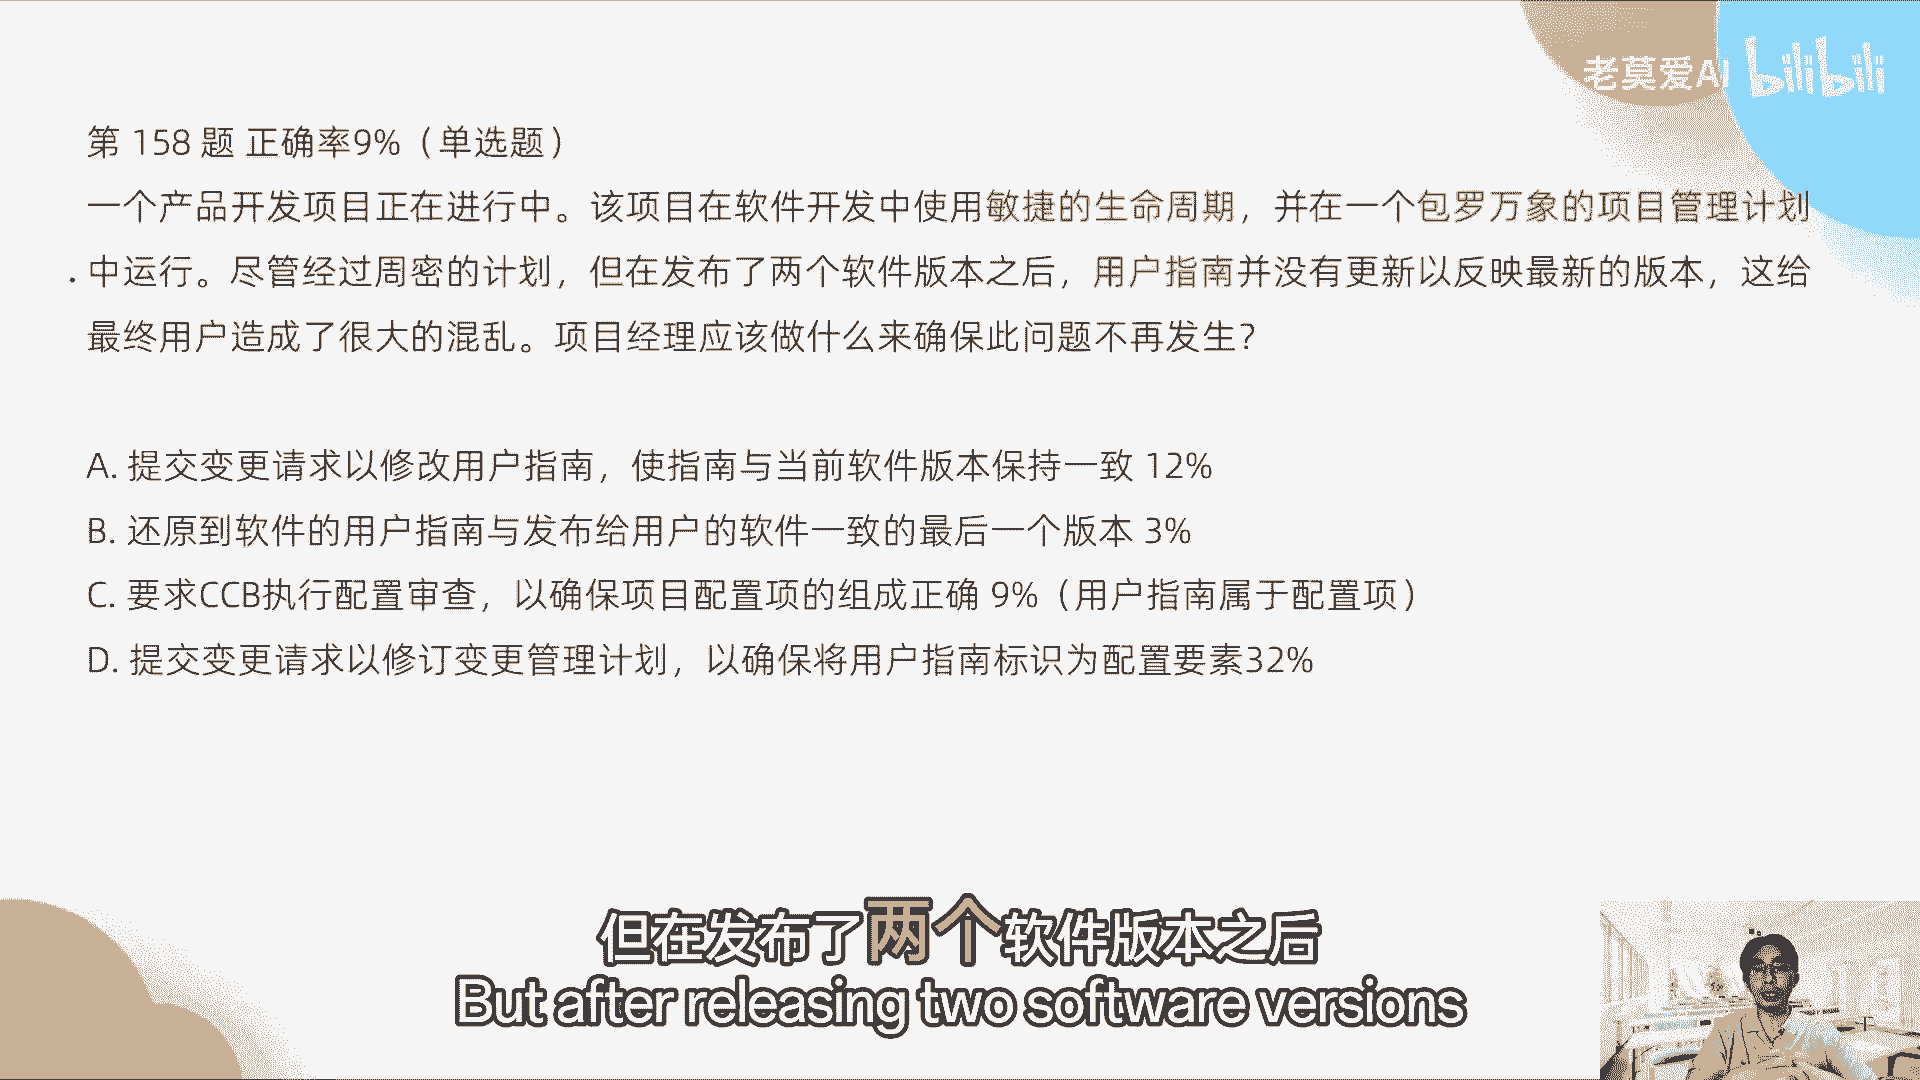 老莫爱AI bilibili
第 158 题 正确率9%（单选题）
一个产品开发项目正在进行中。该项目在软件开发中使用敏捷的生命周期，并在一个包罗万象的项目管理计划
中运行。尽管经过周密的计划，但在发布了两个软件版本之后，用户指南并没有更新以反映最新的版本，这给
最终用户造成了很大的混乱。项目经理应该做什么来确保此问题不再发生？
A. 提交变更请求以修改用户指南，使指南与当前软件版本保持一致 12%
B. 还原到软件的用户指南与发布给用户的软件一致的最后一个版本 3%
C. 要求CCB执行配置审查，以确保项目配置项的组成正确 9%（用户指南属于配置项）
D. 提交变更请求以修订变更管理计划，以确保将用户指南标识为配置要素32%
但在发布了两个软件版本之后
But after releasing two software versions